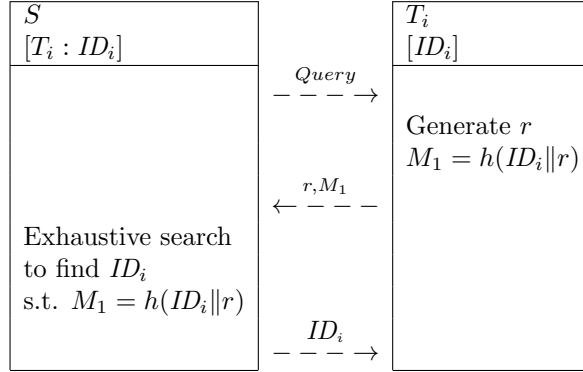 S
[T_i : ID_i]
T_i
[ID_i]
Query
Generate r
M_1 = h(ID_i‖r)
r,M_1
Exhaustive search
to find ID_i
s.t. M_1 = h(ID_i‖r)
ID_i